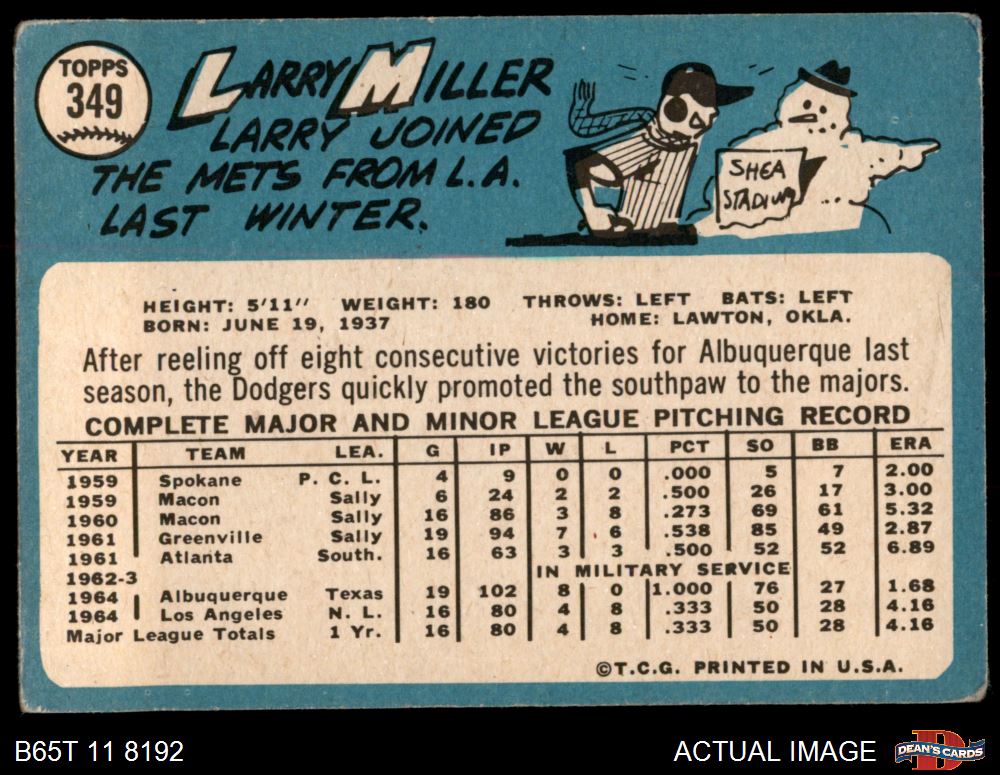 TOPPS
349
LARRY MILLER
LARRY JOINED
THE METS FROM L.A.
LAST WINTER.
SHEA
STADIUM
HEIGHT: 5'11" WEIGHT: 180 THROWS: LEFT BATS: LEFT
BORN: JUNE 19, 1937 HOME: LAWTON, OKLA.
After reeling off eight consecutive victories for Albuquerque last
season, the Dodgers quickly promoted the southpaw to the majors.
COMPLETE MAJOR AND MINOR LEAGUE PITCHING RECORD
YEAR TEAM LEA. G IP W L PCT SO BB ERA
1959 Spokane P. C. L. 4 9 0 0 .000 5 7 2.00
1959 Macon Sally 6 24 2 2 .500 26 17 3.00
1960 Macon Sally 16 86 3 8 .273 69 61 5.32
1961 Greenville Sally 19 94 7 6 .538 85 49 2.87
1961 Atlanta South. 16 63 3 3 .500 52 52 6.89
1962-3 IN MILITARY SERVICE
1964 Albuquerque Texas 19 102 8 0 1.000 76 27 1.68
1964 Los Angeles N. L. 16 80 4 8 .333 50 28 4.16
Major League Totals 1 Yr. 16 80 4 8 .333 50 28 4.16
©T.C.G. PRINTED IN U.S.A.
B65T 11 8192 ACTUAL IMAGE DEAN'S CARDS